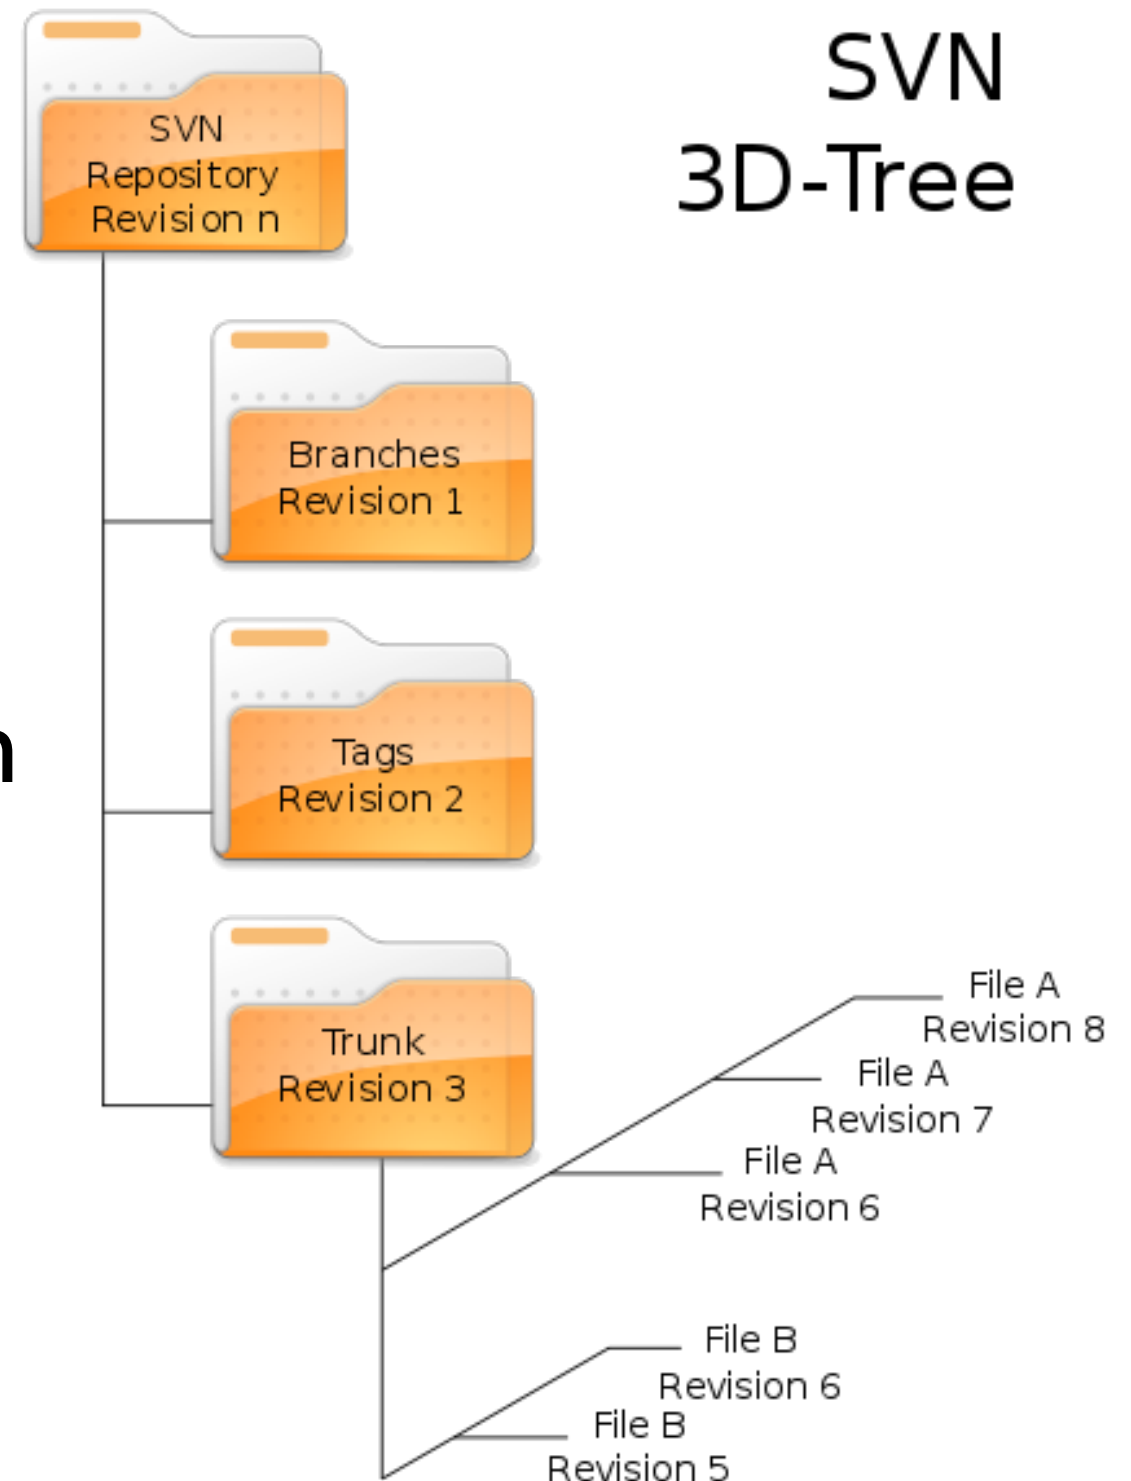 SVN
3D-Tree
SVN
Repository
Revision n
Branches
Revision 1
n
Tags
Revision 2
Trunk
Revision 3
File A
Revision 8
File A
Revision 7
File A
Revision 6
File B
Revision 6
File B
Revision 5